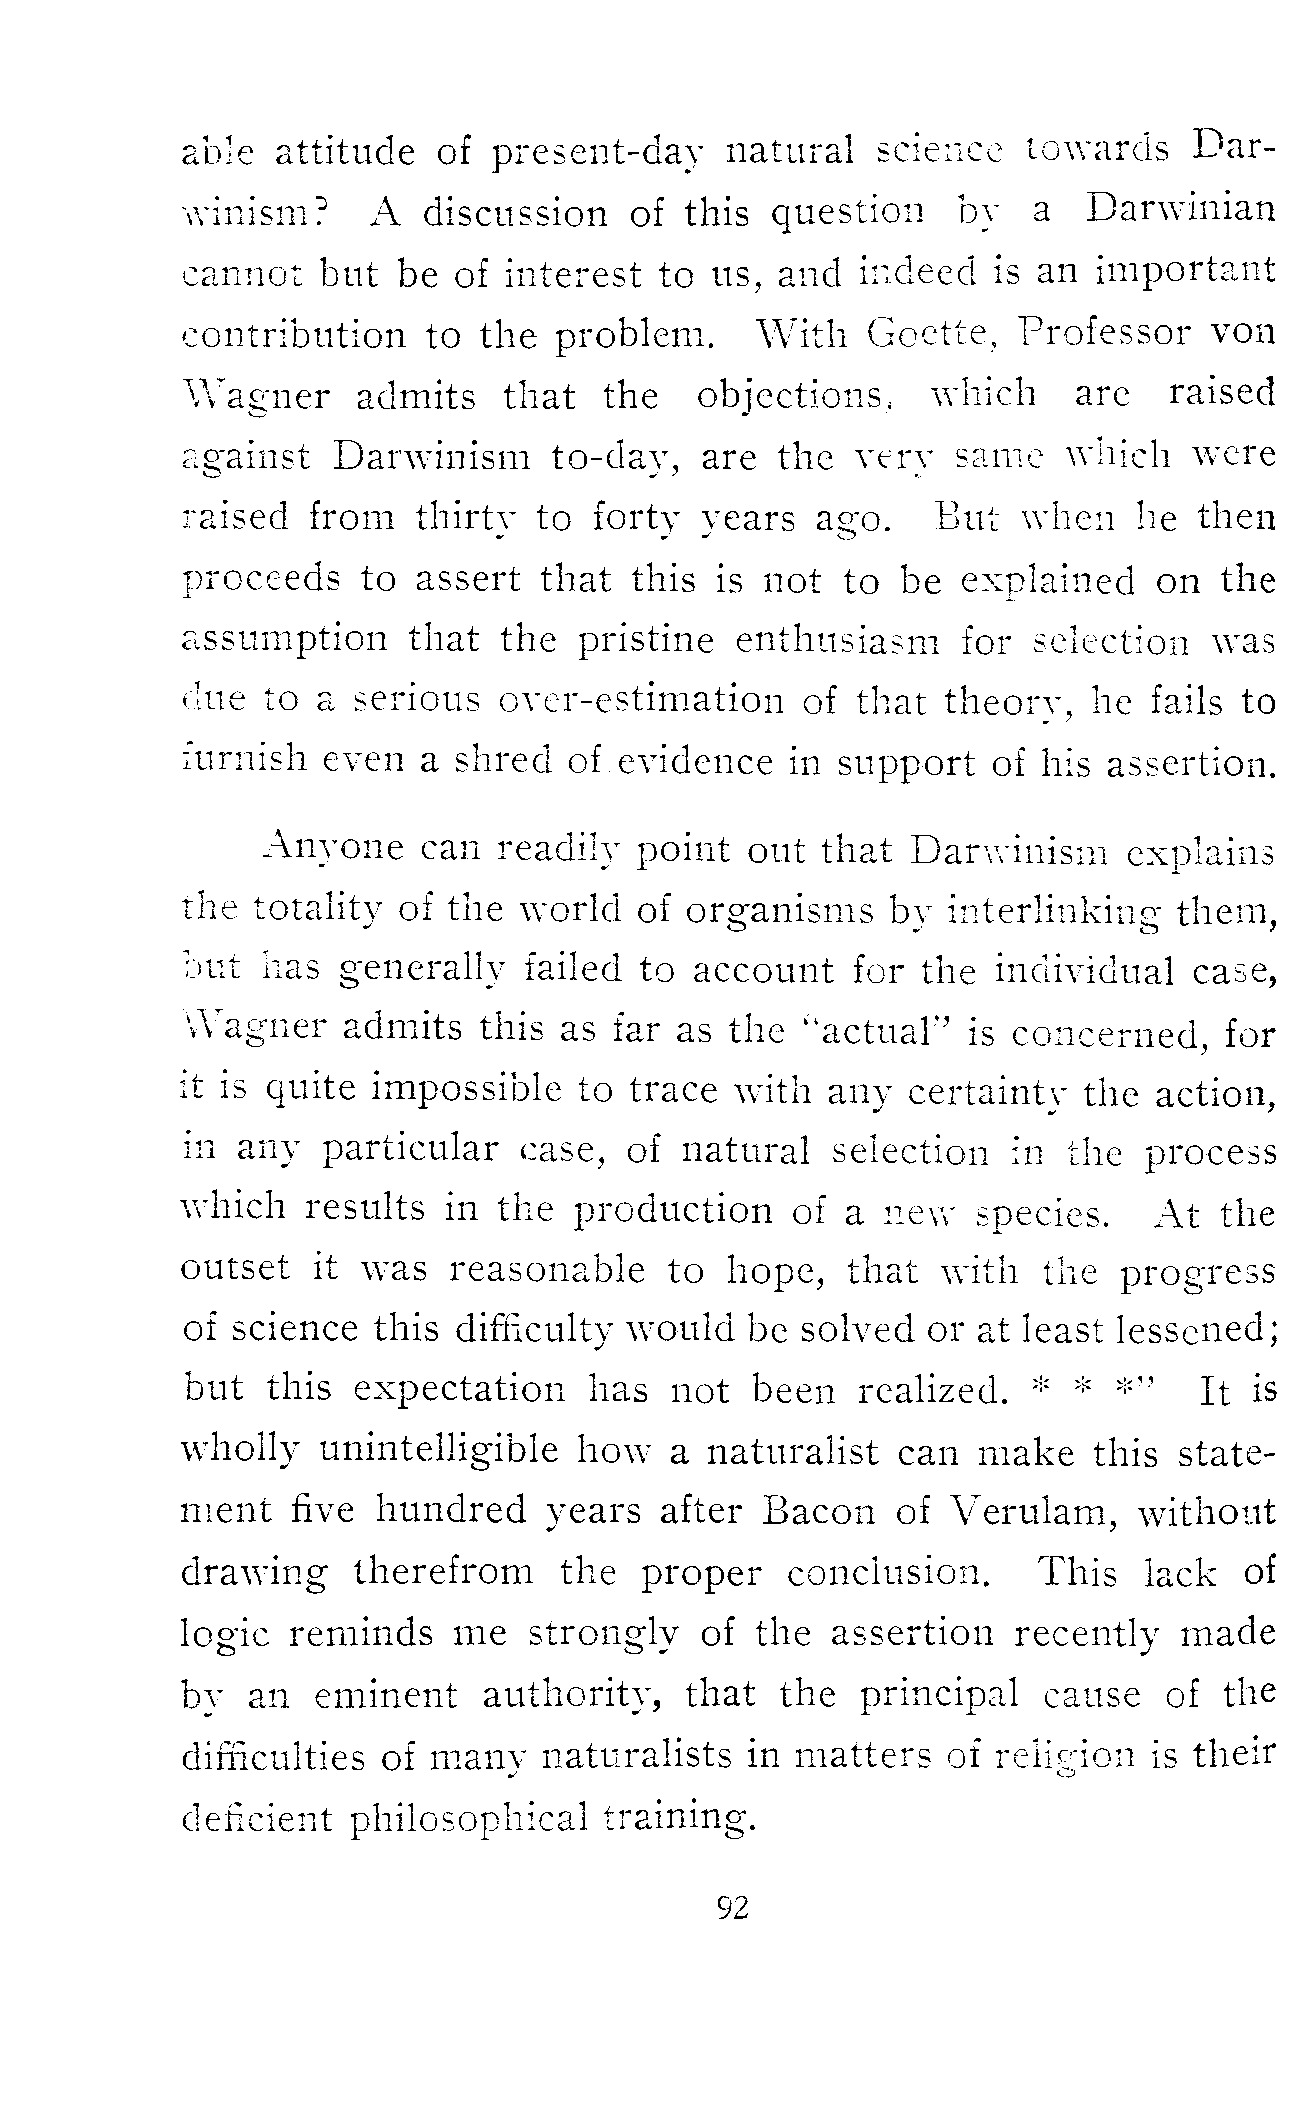 able attitude of present-day natural science towards Dar-
winism? A discussion of this question by a Darwinian
cannot but be of interest to us, and indeed is an important
contribution to the problem. With Goette, Professor von
Wagner admits that the objections, which are raised
against Darwinism to-day, are the very same which were
raised from thirty to forty years ago. But when he then
proceeds to assert that this is not to be explained on the
assumption that the pristine enthusiasm for selection was
due to a serious over-estimation of that theory, he fails to
furnish even a shred of evidence in support of his assertion.
Anyone can readily point out that Darwinism explains
the totality of the world of organisms by interlinking them,
but has generally failed to account for the individual case,
Wagner admits this as far as the "actual" is concerned, for
it is quite impossible to trace with any certainty the action,
in any particular case, of natural selection in the process
which results in the production of a new species. At the
outset it was reasonable to hope, that with the progress
of science this difficulty would be solved or at least lessened;
but this expectation has not been realized. * * *" It is
wholly unintelligible how a naturalist can make this state-
ment five hundred years after Bacon of Verulam, without
drawing therefrom the proper conclusion. This lack of
logic reminds me strongly of the assertion recently made
by an eminent authority, that the principal cause of the
difficulties of many naturalists in matters of religion is their
deficient philosophical training.
92